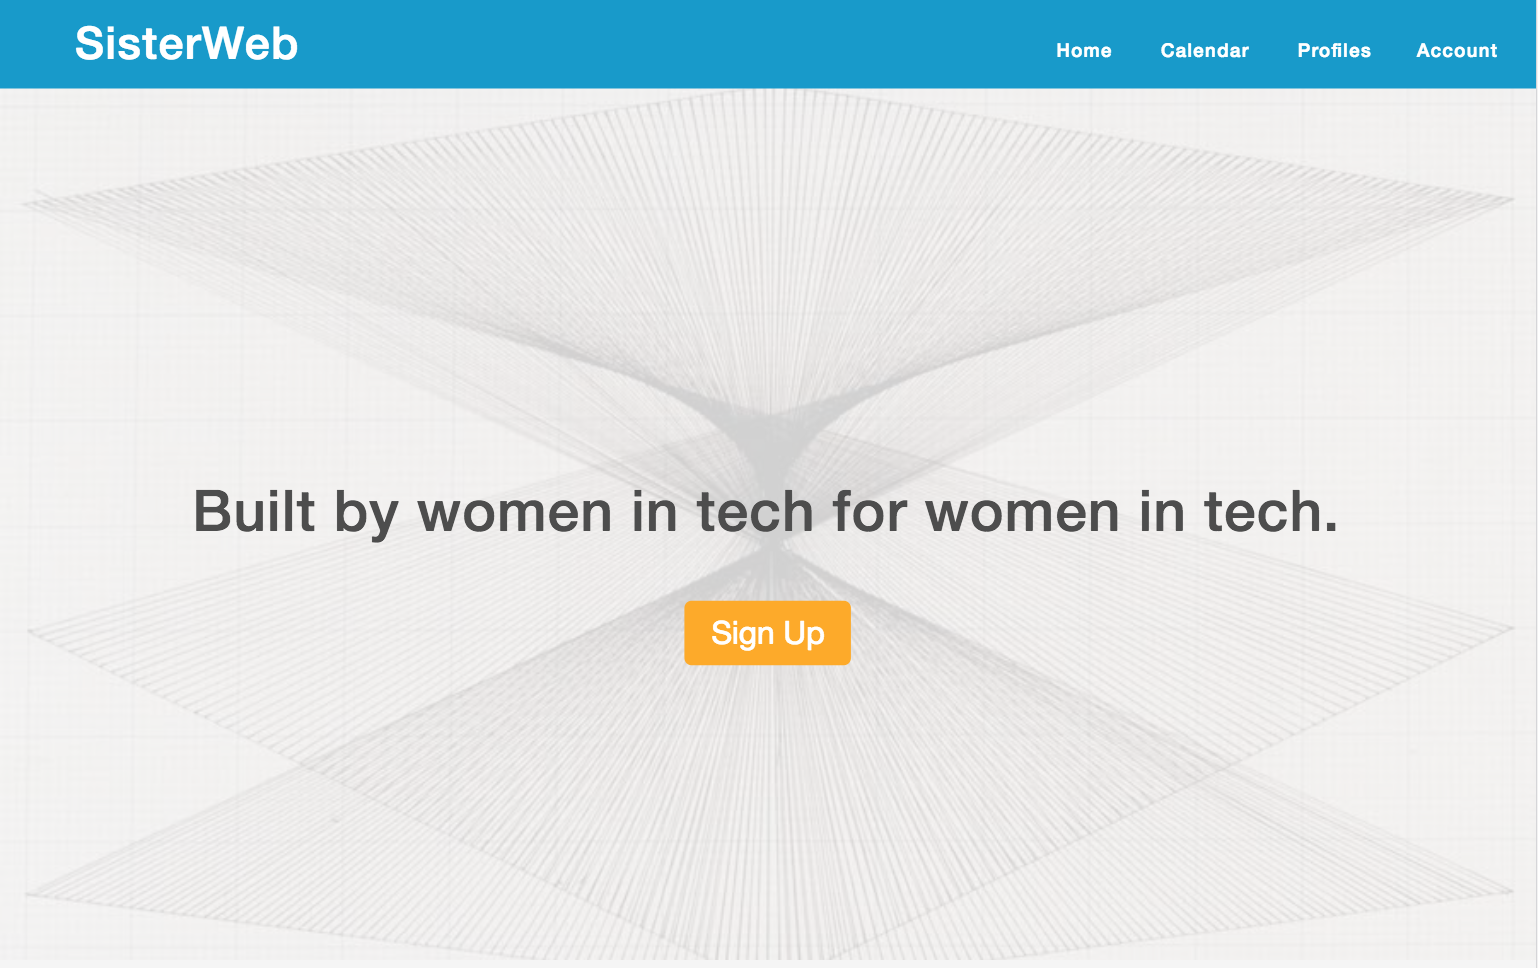 SisterWeb
Home Calendar Profiles Account
Built by women in tech for women in tech.
Sign Up